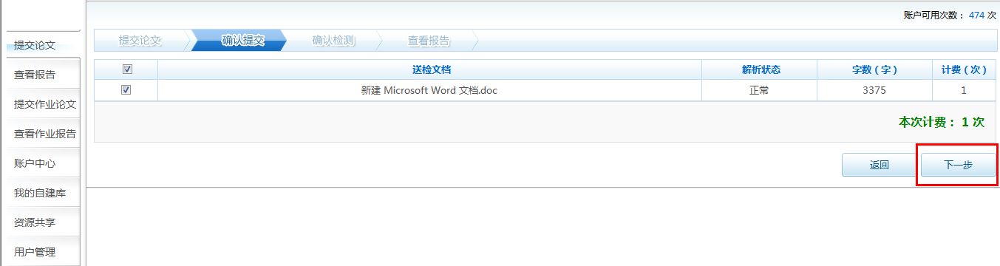 账户可用次数： 474 次
提交论文
查看报告
提交作业论文
查看作业报告
账户中心
我的自建库
资源共享
用户管理
提交论文 确认提交 确认检测 查看报告
送检文档 解析状态 字数（字） 计费（次）
新建 Microsoft Word 文档.doc 正常 3375 1
本次计费： 1 次
返回 下一步